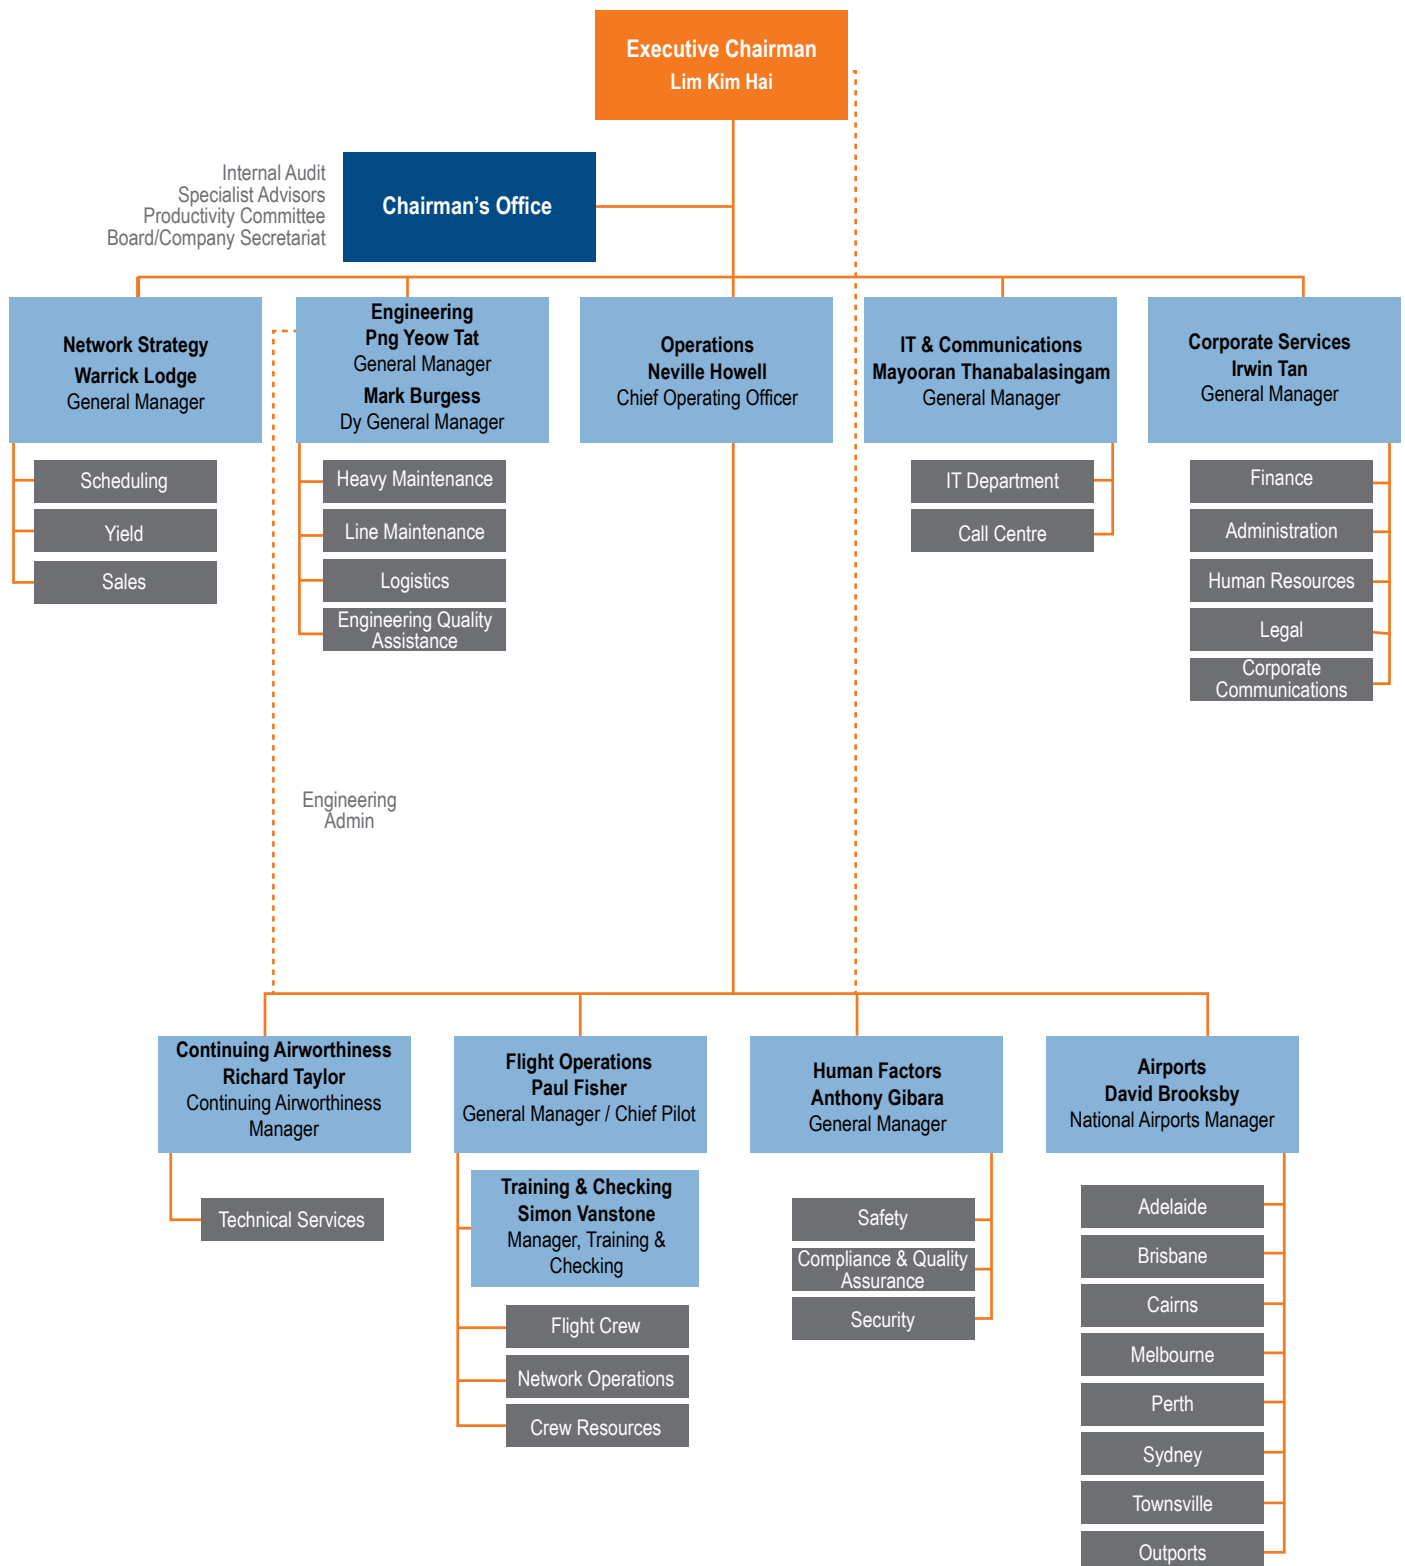 Executive Chairman
Lim Kim Hai
Internal Audit
Specialist Advisors
Productivity Committee
Board/Company Secretariat
Chairman’s Office
Network Strategy
Warrick Lodge
General Manager
Engineering
Png Yeow Tat
General Manager
Mark Burgess
Dy General Manager
Operations
Neville Howell
Chief Operating Officer
IT & Communications
Mayooran Thanabalasingam
General Manager
Corporate Services
Irwin Tan
General Manager
Scheduling
Yield
Sales
Heavy Maintenance
Line Maintenance
Logistics
Engineering Quality
Assistance
IT Department
Call Centre
Finance
Administration
Human Resources
Legal
Corporate
Communications
Engineering
Admin
Continuing Airworthiness
Richard Taylor
Continuing Airworthiness
Manager
Flight Operations
Paul Fisher
General Manager / Chief Pilot
Human Factors
Anthony Gibara
General Manager
Airports
David Brooksby
National Airports Manager
Technical Services
Training & Checking
Simon Vanstone
Manager, Training &
Checking
Flight Crew
Network Operations
Crew Resources
Safety
Compliance & Quality
Assurance
Security
Adelaide
Brisbane
Cairns
Melbourne
Perth
Sydney
Townsville
Outports